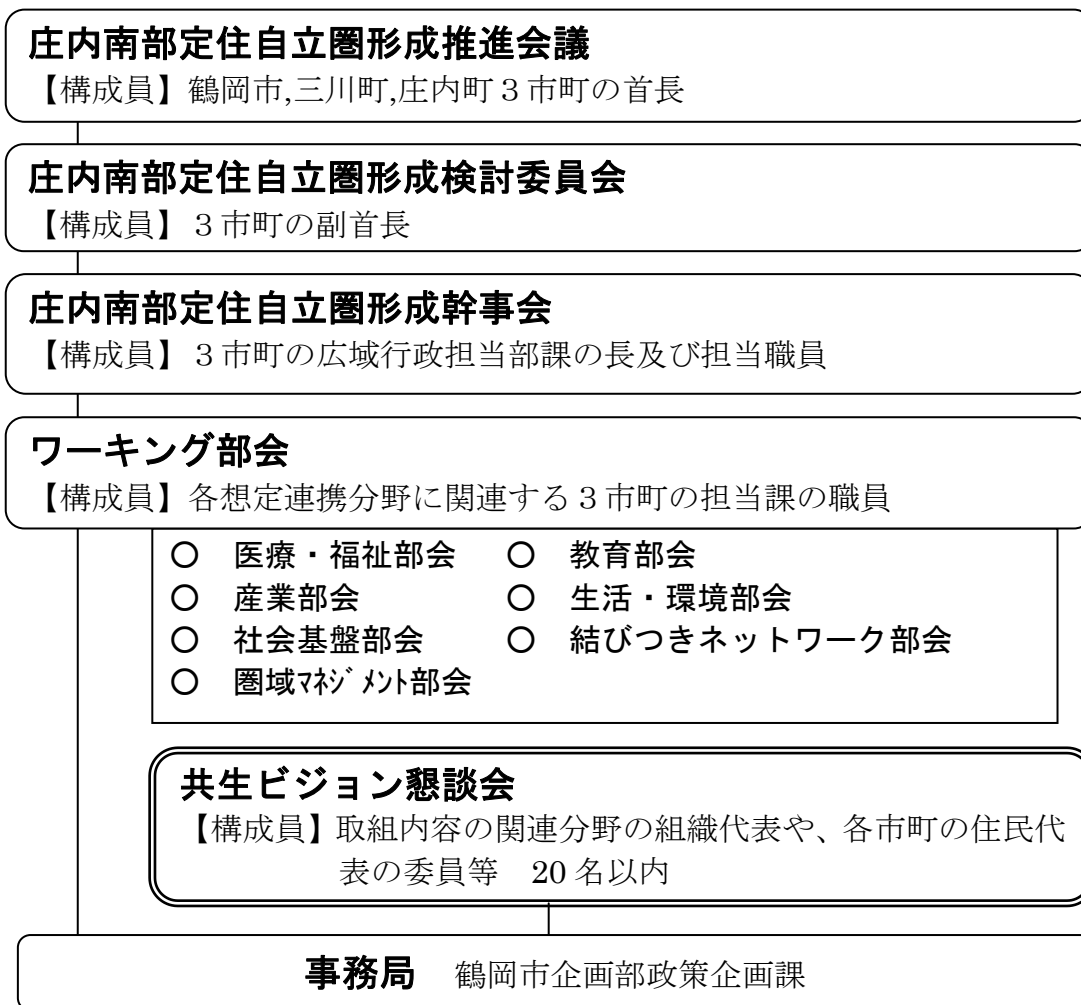 庄内南部定住自立圏形成推進会議
【構成員】鶴岡市,三川町,庄内町３市町の首長
庄内南部定住自立圏形成検討委員会
【構成員】３市町の副首長
庄内南部定住自立圏形成幹事会
【構成員】３市町の広域行政担当部課の長及び担当職員
ワーキング部会
【構成員】各想定連携分野に関連する３市町の担当課の職員
○　医療・福祉部会　○　教育部会
○　産業部会　○　生活・環境部会
○　社会基盤部会　○　結びつきネットワーク部会
○　圏域ﾏﾈｼﾞﾒﾝﾄ部会
共生ビジョン懇談会
【構成員】取組内容の関連分野の組織代表や、各市町の住民代
表の委員等　20 名以内
事務局　鶴岡市企画部政策企画課